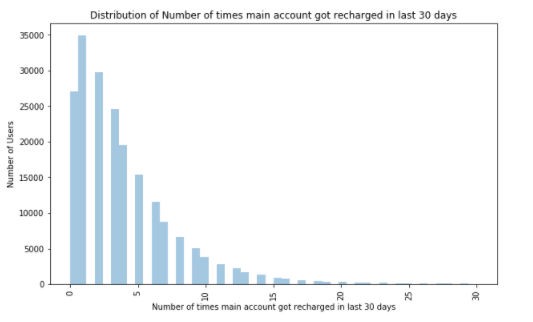 Distribution of Number of times main account got recharged in last 30 days
Number of Users
35000
30000
25000
20000
15000
10000
5000
0
0 5 10 15 20 25 30
Number of times main account got recharged in last 30 days